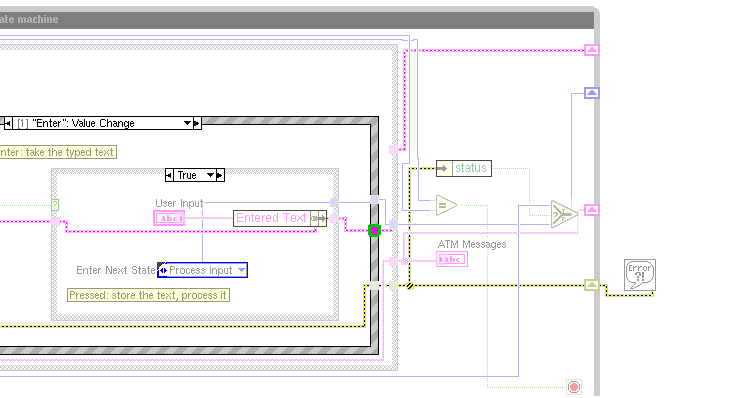 ate machine
[1] "Enter": Value Change
nter: take the typed text
True
status
?
User Input
abc
Entered Text
=
ATM Messages
abc
Enter Next State
Process Input
Error
?!
Pressed: store the text, process it